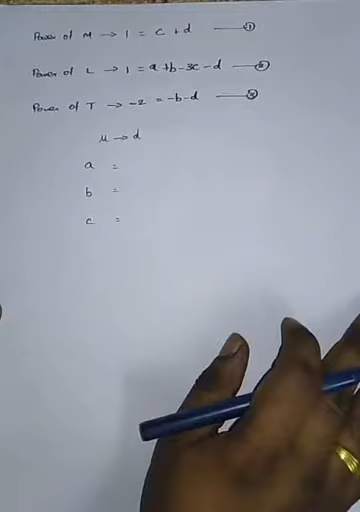 Power of M → 1 = c + d —— ①
Power of L → 1 = a + b - 3c - d —— ②
Power of T → -2 = -b - d —— ③
μ → d
a =
b =
c =